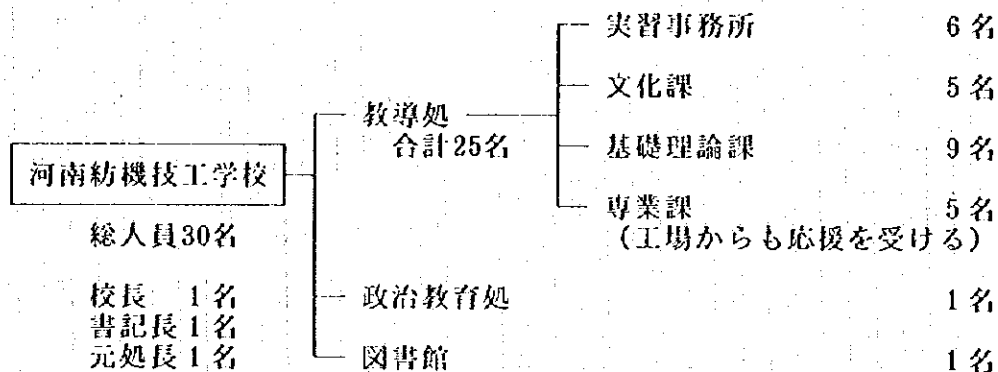 実習事務所 6名
文化課 5名
教導処
合計25名
基礎理論課 9名
河南紡機技工学校
専業課 5名
（工場からも応援を受ける）
総人員30名
校長 1名
書記長1名
元処長1名
政治教育処 1名
図書館 1名